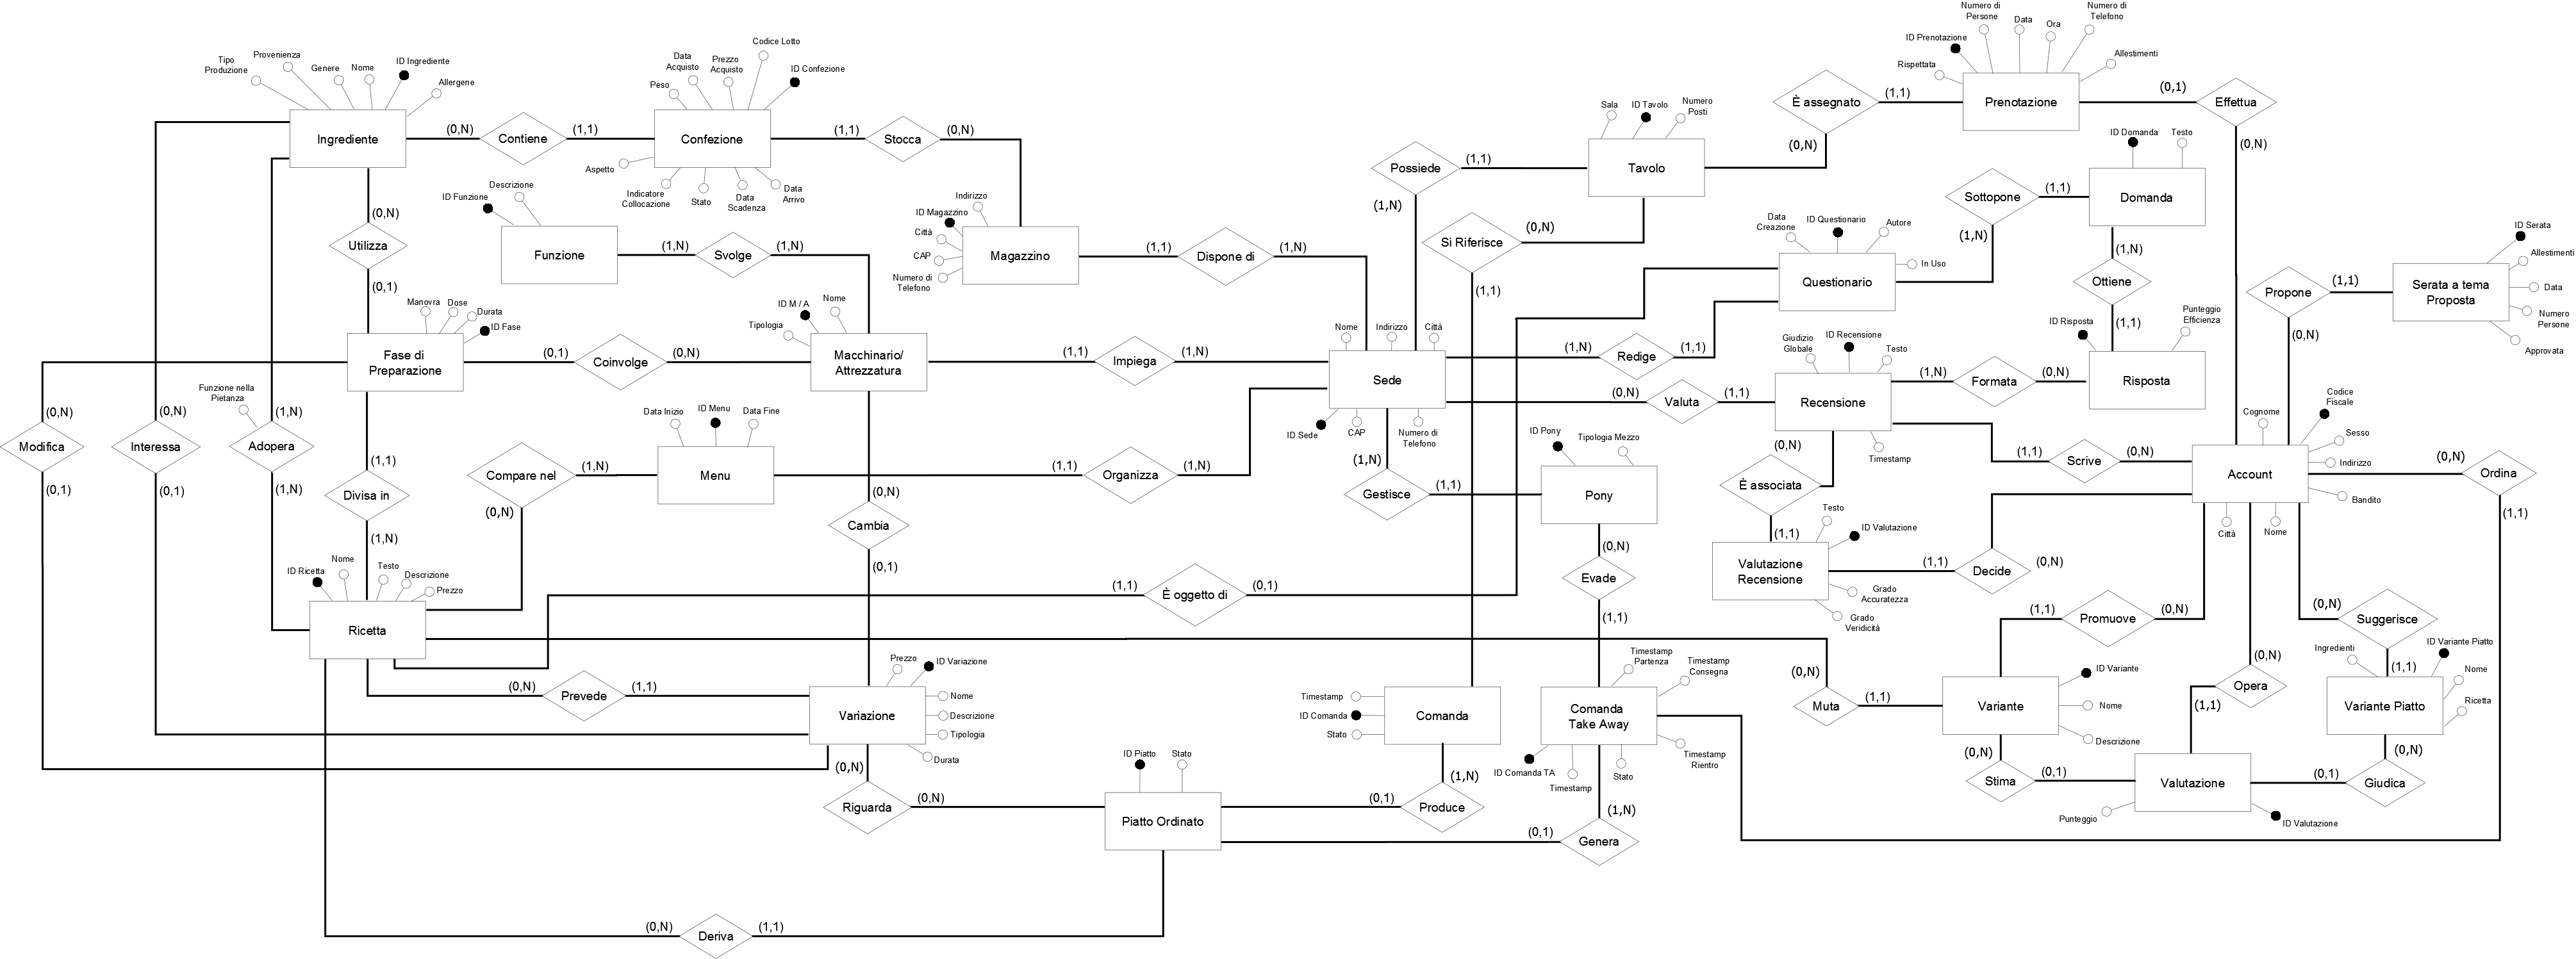 Numero di
Persone
Data
Ora
Numero di
Telefono
ID Prenotazione
Rispettata
Allestimenti
Prenotazione
È assegnato
(1,1)
(0,N)
(0,1)
Effettua
(0,N)
Tipo
Produzione
Provenienza
Genere
Nome
ID Ingrediente
Allergene
Ingrediente
(0,N)
Contiene
(1,1)
Peso
Data
Acquisto
Prezzo
Acquisto
Codice Lotto
ID Confezione
Confezione
Aspetto
Indicatore
Collocazione
Stato
Data
Scadenza
Data
Arrivo
(1,1)
Stocca
(0,N)
Sala
ID Tavolo
Numero
Posti
Tavolo
Possiede
(1,1)
(1,N)
Si Riferisce
(0,N)
(1,1)
ID Domanda
Testo
Domanda
Sottopone
(1,1)
(1,N)
(1,N)
Ottiene
(1,1)
Data
Creazione
ID Questionario
Autore
In Uso
Questionario
(0,N)
Utilizza
(0,1)
ID Funzione
Descrizione
Funzione
(1,N)
Svolge
(1,N)
Indirizzo
ID Magazzino
Città
CAP
Numero di
Telefono
Magazzino
(1,1)
Dispone di
(1,N)
ID Serata
Allestimenti
Data
Numero
Persone
Approvata
Serata a tema
Proposta
Propone
(1,1)
(0,N)
Manovra
Dose
Durata
ID Fase
Fase di
Preparazione
(0,1)
Coinvolge
(0,N)
ID M / A
Nome
Tipologia
Macchinario/
Attrezzatura
(1,1)
Impiega
(1,N)
Nome
Indirizzo
Città
Sede
ID Sede
CAP
Numero di
Telefono
(1,N)
Redige
(1,1)
(0,N)
Valuta
(1,1)
Giudizio
Globale
ID Recensione
Testo
Recensione
Timestamp
(1,N)
Formata
(0,N)
ID Risposta
Punteggio
Efficienza
Risposta
(0,N)
Modifica
(0,1)
(0,N)
Interessa
(0,1)
Funzione nella
Pietanza
(1,N)
Adopera
(1,N)
(1,1)
Divisa in
(1,N)
Compare nel
(0,N)
(1,N)
Data Inizio
ID Menu
Data Fine
Menu
(1,1)
Organizza
(1,N)
(0,N)
Cambia
(0,1)
(1,N)
Gestisce
(1,1)
ID Pony
Tipologia Mezzo
Pony
(0,N)
Evade
(1,1)
(0,N)
È associata
(1,1)
Testo
ID Valutazione
Valutazione
Recensione
Grado
Accuratezza
Grado
Veridicità
(1,1)
Scrive
(0,N)
(1,1)
Decide
(0,N)
Cognome
Codice
Fiscale
Sesso
Indirizzo
Bandito
Account
Città
Nome
(0,N)
Ordina
(1,1)
ID Ricetta
Nome
Testo
Descrizione
Prezzo
Ricetta
(1,1)
È oggetto di
(0,1)
(0,N)
Prevede
(1,1)
Prezzo
ID Variazione
Nome
Descrizione
Tipologia
Durata
Variazione
(0,N)
Riguarda
(0,N)
ID Piatto
Stato
Piatto Ordinato
Timestamp
ID Comanda
Stato
Comanda
(1,N)
Produce
(0,1)
Timestamp
Partenza
Timestamp
Consegna
Comanda
Take Away
ID Comanda TA
Timestamp
Stato
Timestamp
Rientro
(1,N)
Genera
(0,1)
(0,N)
Muta
(1,1)
(1,1)
Promuove
(0,N)
ID Variante
Nome
Descrizione
Variante
(0,N)
Stima
(0,1)
(0,N)
Opera
(1,1)
Valutazione
Punteggio
ID Valutazione
(0,N)
Suggerisce
(1,1)
Ingredienti
ID Variante Piatto
Nome
Ricetta
Variante Piatto
(0,N)
Giudica
(0,1)
(0,N)
Deriva
(1,1)